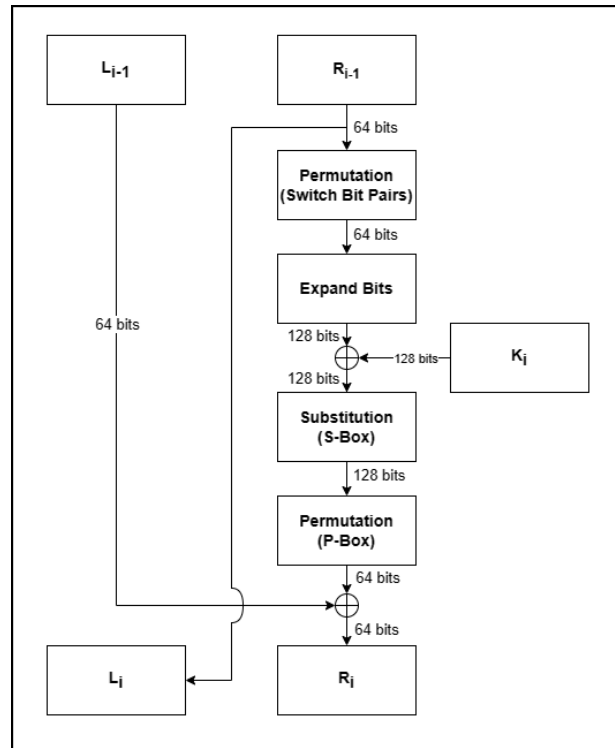 Li-1
Ri-1
64 bits
Permutation
(Switch Bit Pairs)
64 bits
Expand Bits
64 bits
128 bits
128 bits
Ki
128 bits
Substitution
(S-Box)
128 bits
Permutation
(P-Box)
64 bits
64 bits
Li
Ri